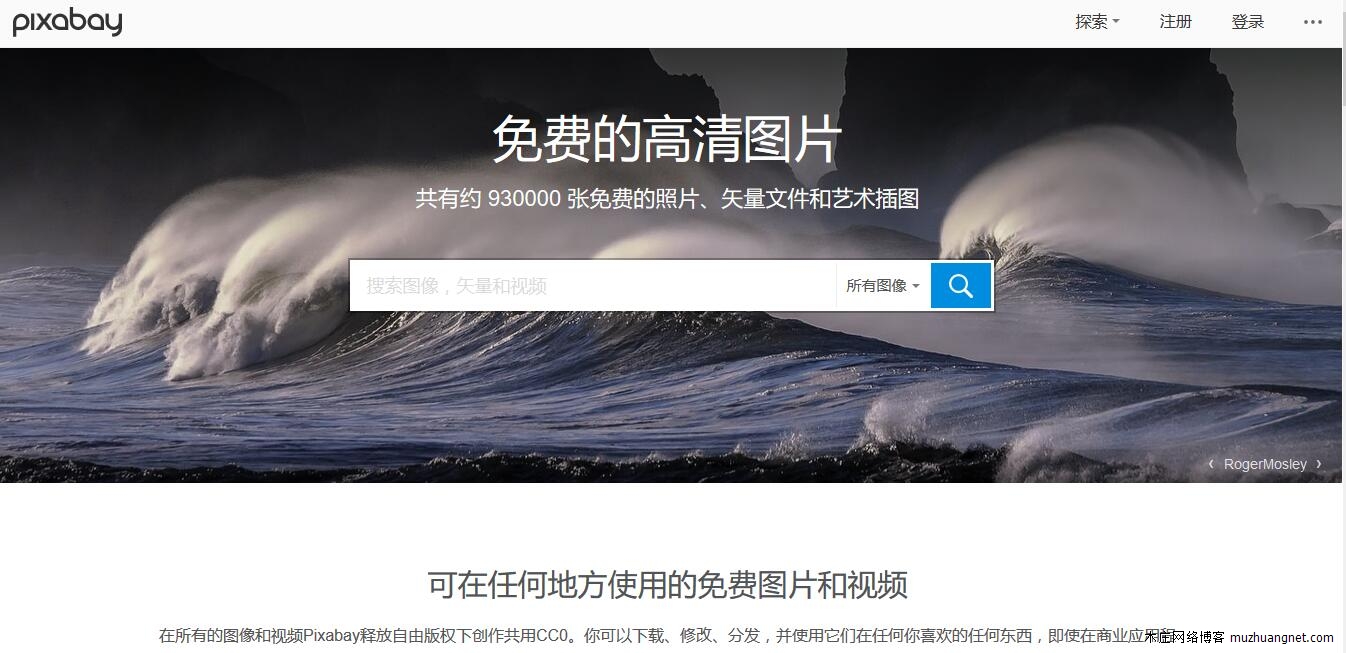 pixabay
探索 注册 登录
免费的高清图片
共有约 930000 张免费的照片、矢量文件和艺术插图
搜索图像，矢量和视频 所有图像
RogerMosley
可在任何地方使用的免费图片和视频
在所有的图像和视频Pixabay释放自由版权下创作共用CC0。你可以下载、修改、分发，并使用它们在任何你喜欢的任何东西，即使在商业应用
网络博客 muzhuangnet.com